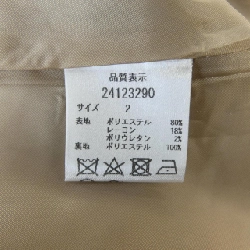 品質表示
24123290
サイズ 2
表地 ポリエステル 80%
レーヨン 18%
ポリウレタン 2%
裏地 ポリエステル 100%